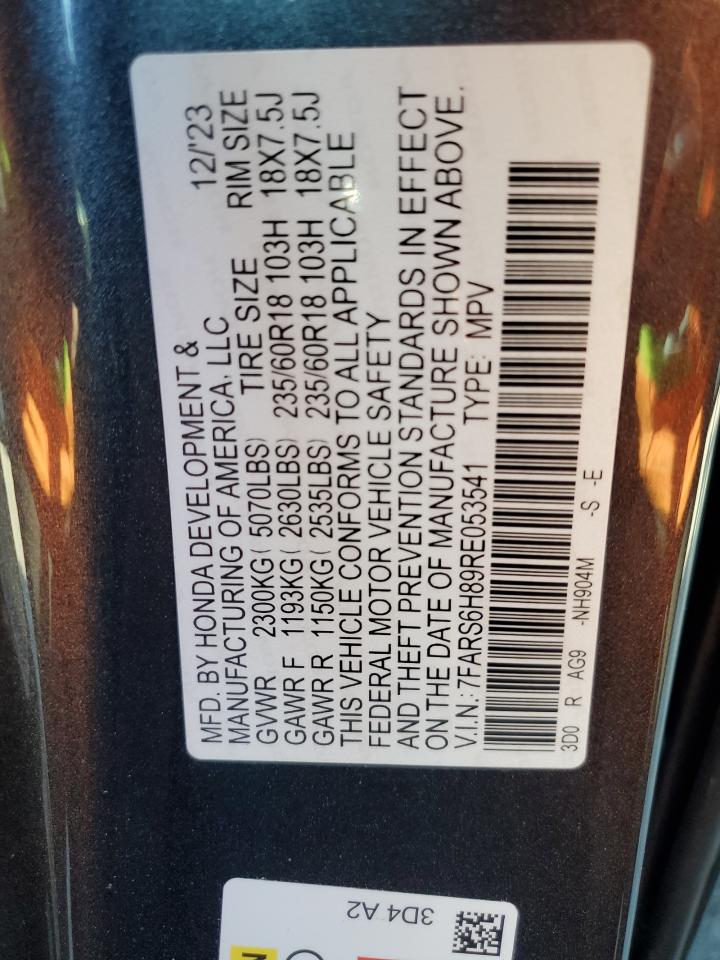 MFD. BY HONDA DEVELOPMENT &
MANUFACTURING OF AMERICA, LLC 12/'23
GVWR 2300KG( 5070LBS) TIRE SIZE RIM SIZE
GAWR F 1193KG( 2630LBS) 235/60R18 103H 18X7.5J
GAWR R 1150KG( 2535LBS) 235/60R18 103H 18X7.5J
THIS VEHICLE CONFORMS TO ALL APPLICABLE
FEDERAL MOTOR VEHICLE SAFETY
AND THEFT PREVENTION STANDARDS IN EFFECT
ON THE DATE OF MANUFACTURE SHOWN ABOVE.
V.I.N.: 7FARS6H89RE053541 TYPE: MPV
3D0 R AG9 -NH904M -S -E
3D4 A2